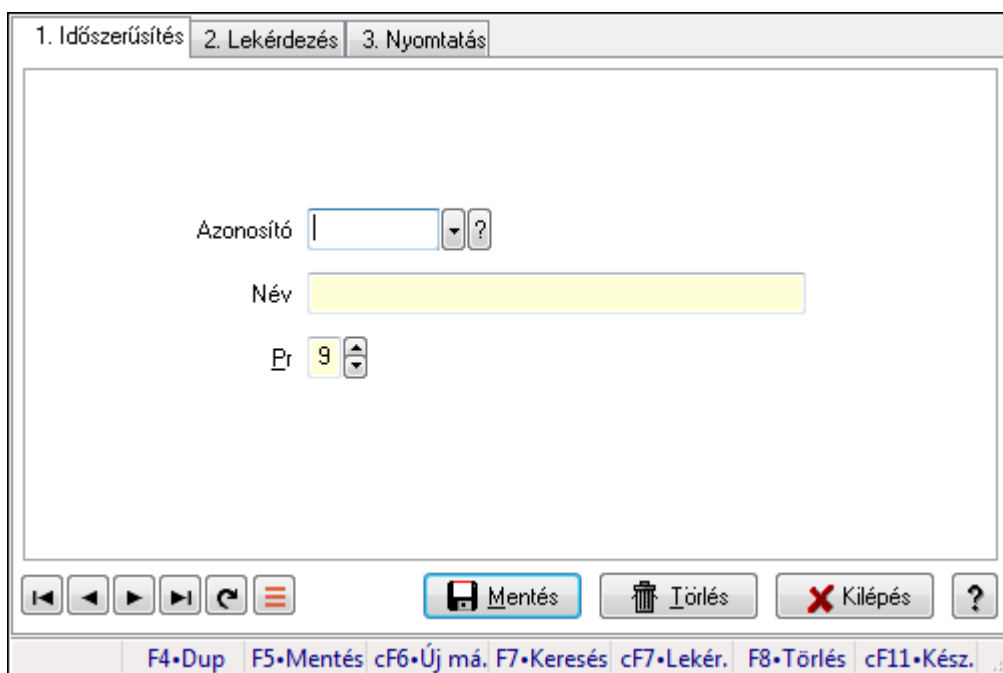 1. Időszerűsítés 2. Lekérdezés 3. Nyomtatás
Azonosító ?
Név
Pr 9
Mentés Törlés Kilépés ?
F4•Dup F5•Mentés cF6•Új má. F7•Keresés cF7•Lekér. F8•Törlés cF11•Kész.